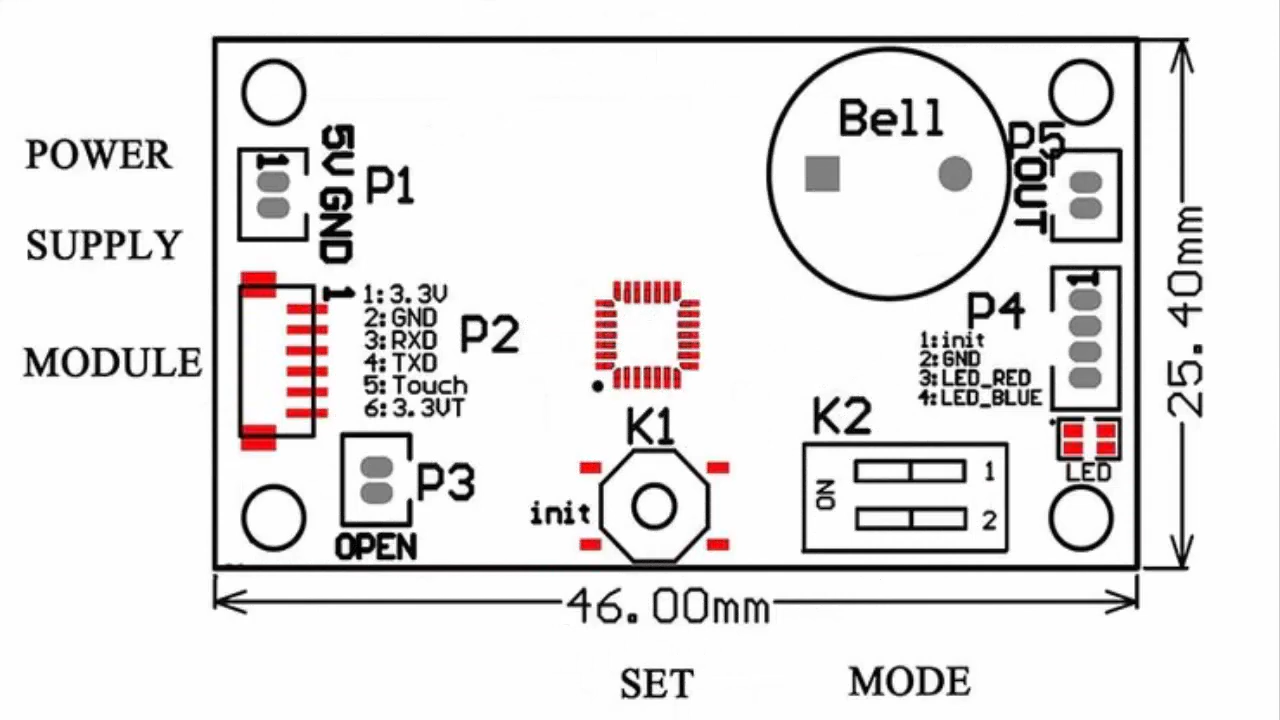 POWER
SUPPLY
MODULE
1
5V GND
P1
Bell
P5
OUT
1
1:3.3V
2:GND
3:RXD
4:TXD
5:Touch
6:3.3VT
P2
P4
1
1:init
2:GND
3:LED_RED
4:LED_BLUE
LED
P3
OPEN
K1
init
K2
ON
1
2
25.40mm
46.00mm
SET
MODE